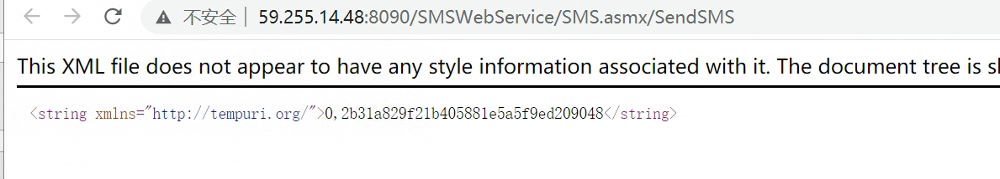 不安全 | 59.255.14.48:8090/SMSWebService/SMS.asmx/SendSMS
This XML file does not appear to have any style information associated with it. The document tree is
<string xmlns="http://tempuri.org/">0,2b31a829f21b405881e5a5f9ed209048</string>